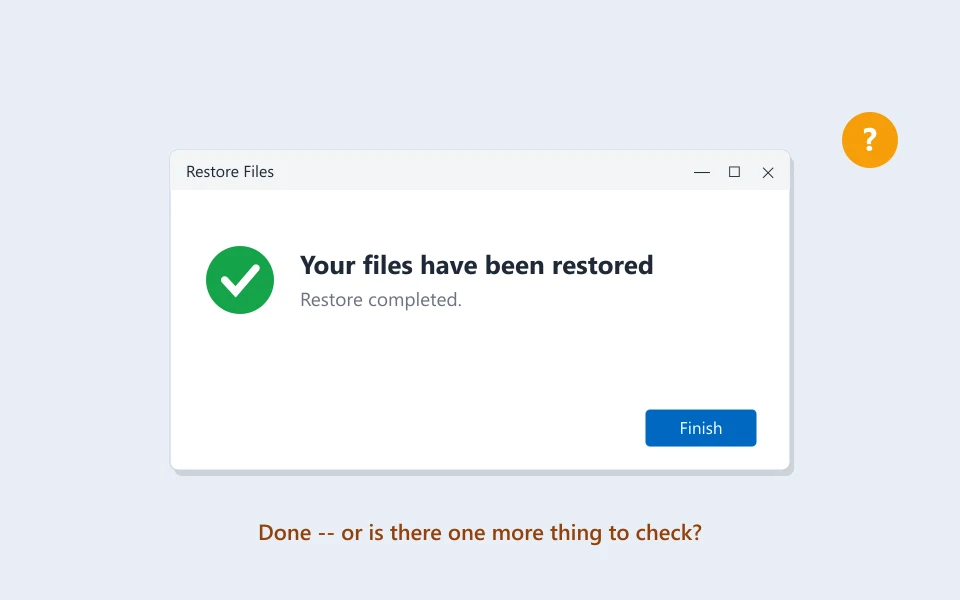 ?
Restore Files
Your files have been restored
Restore completed.
Finish
Done -- or is there one more thing to check?